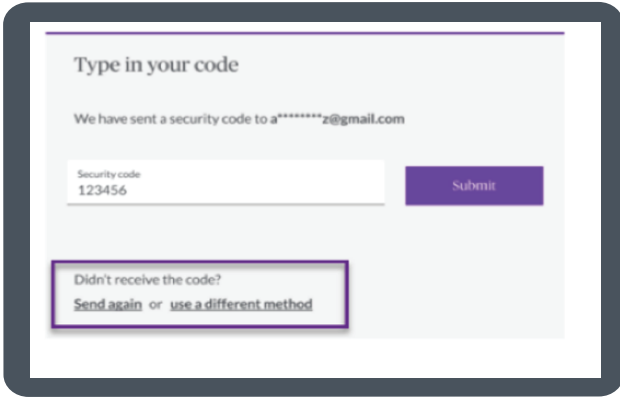 Type in your code
We have sent a security code to a********z@gmail.com
Security code
123456
Submit
Didn't receive the code?
Send again or use a different method